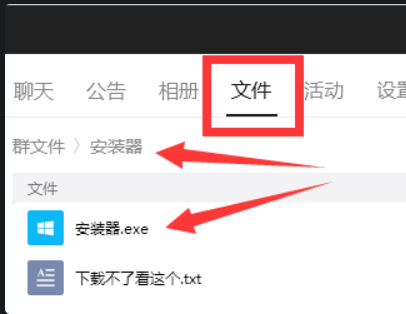 聊天 公告 相册 文件 活动 设置
群文件 〉安装器
文件
安装器.exe
下载不了看这个.txt